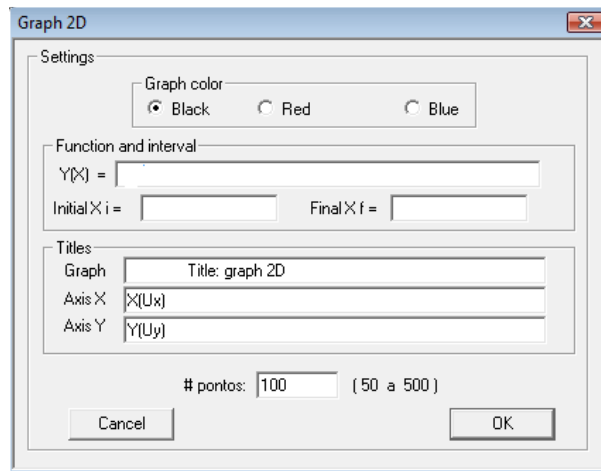 Graph 2D
Settings
Graph color
Black Red Blue
Function and interval
Y(X) =
Initial X i = Final X f =
Titles
Graph Title: graph 2D
Axis X X(Ux)
Axis Y Y(Uy)
# pontos: 100 ( 50 a 500 )
Cancel OK